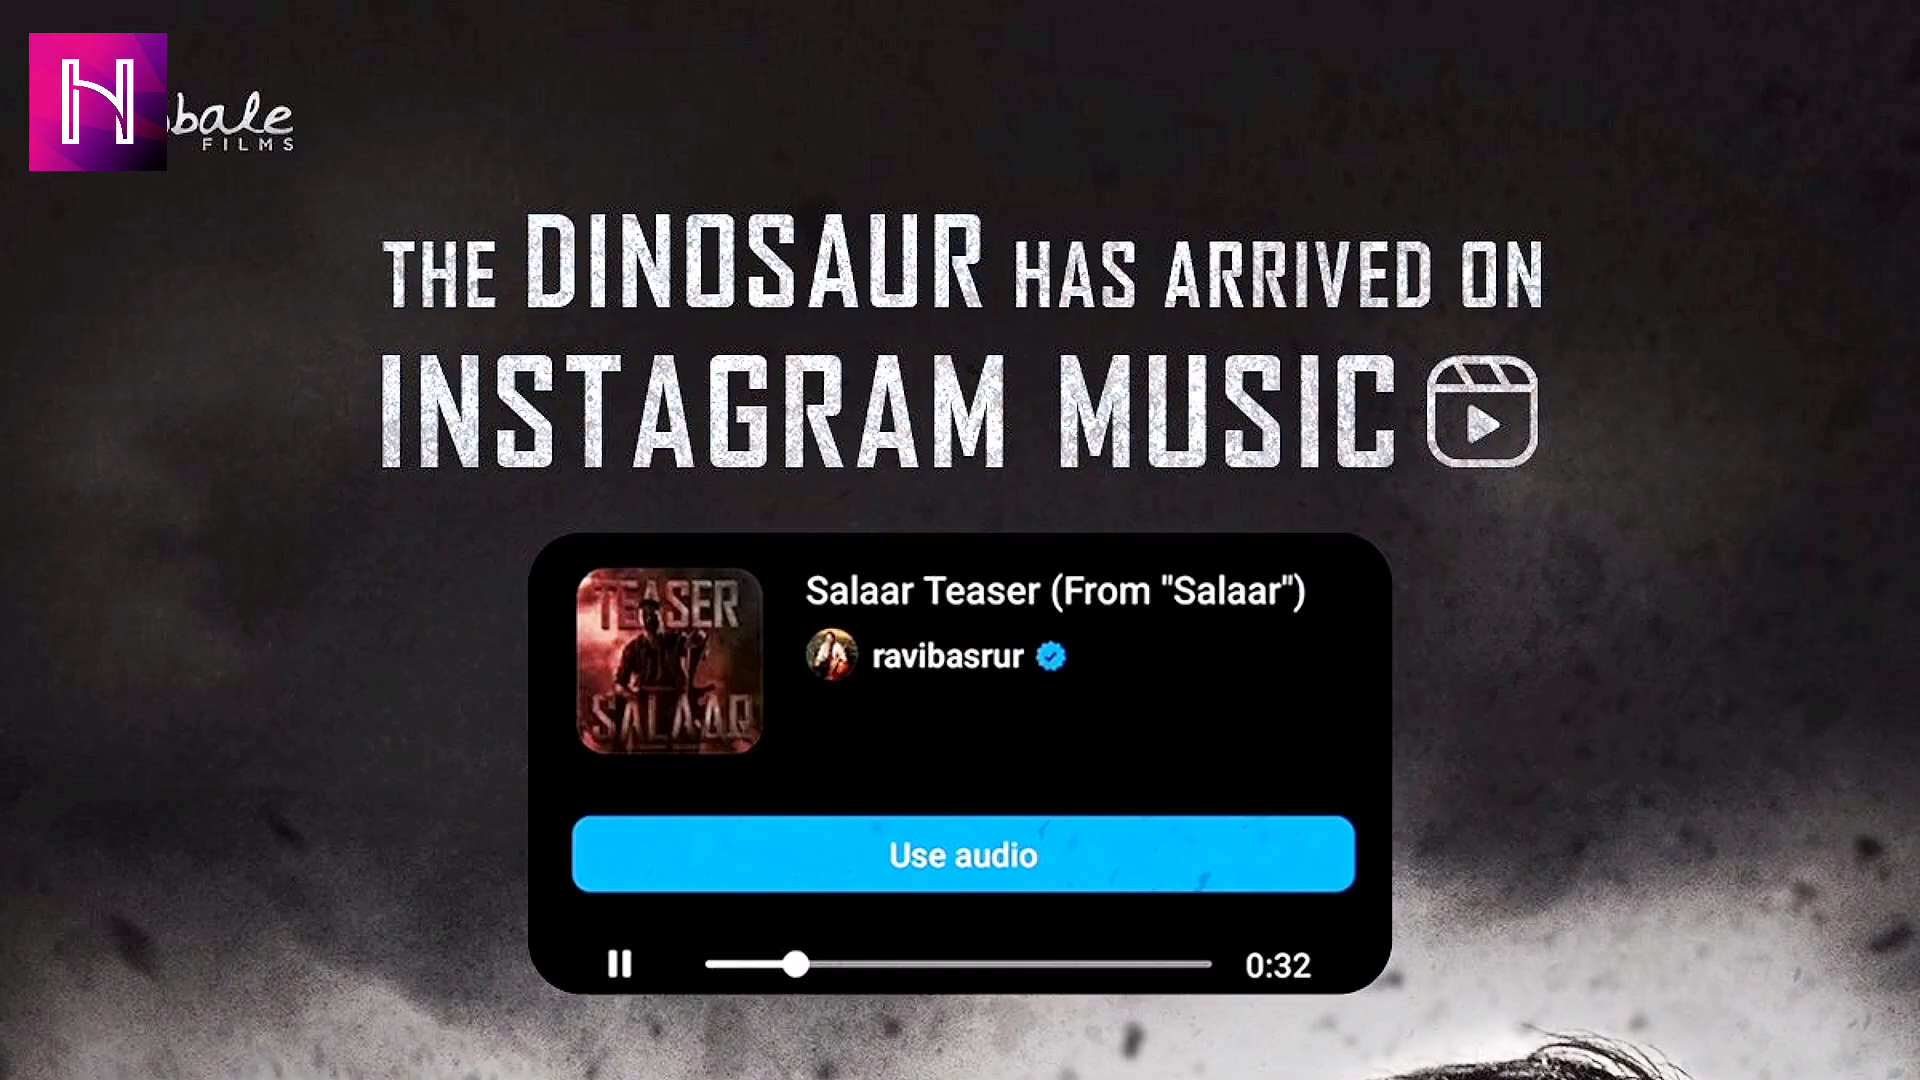 H
bale
FILMS
THE DINOSAUR HAS ARRIVED ON
INSTAGRAM MUSIC
TEASER
SALAAR
Salaar Teaser (From "Salaar")
ravibasrur
Use audio
0:32